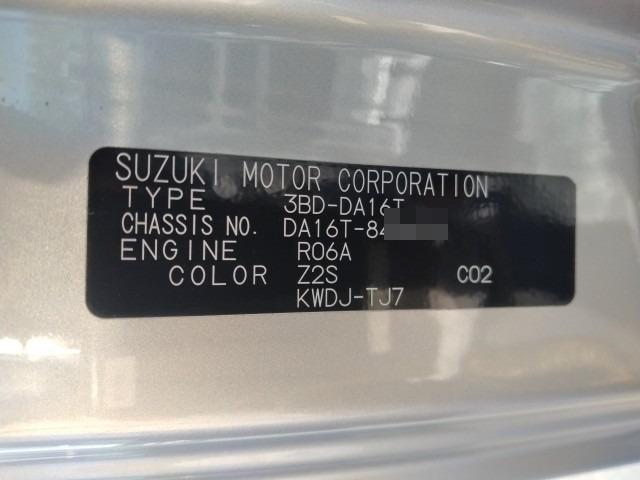 SUZUKI MOTOR CORPORATION
TYPE 3BD-DA16T
CHASSIS NO. DA16T-84
ENGINE R06A
COLOR Z2S C02
KWDJ-TJ7